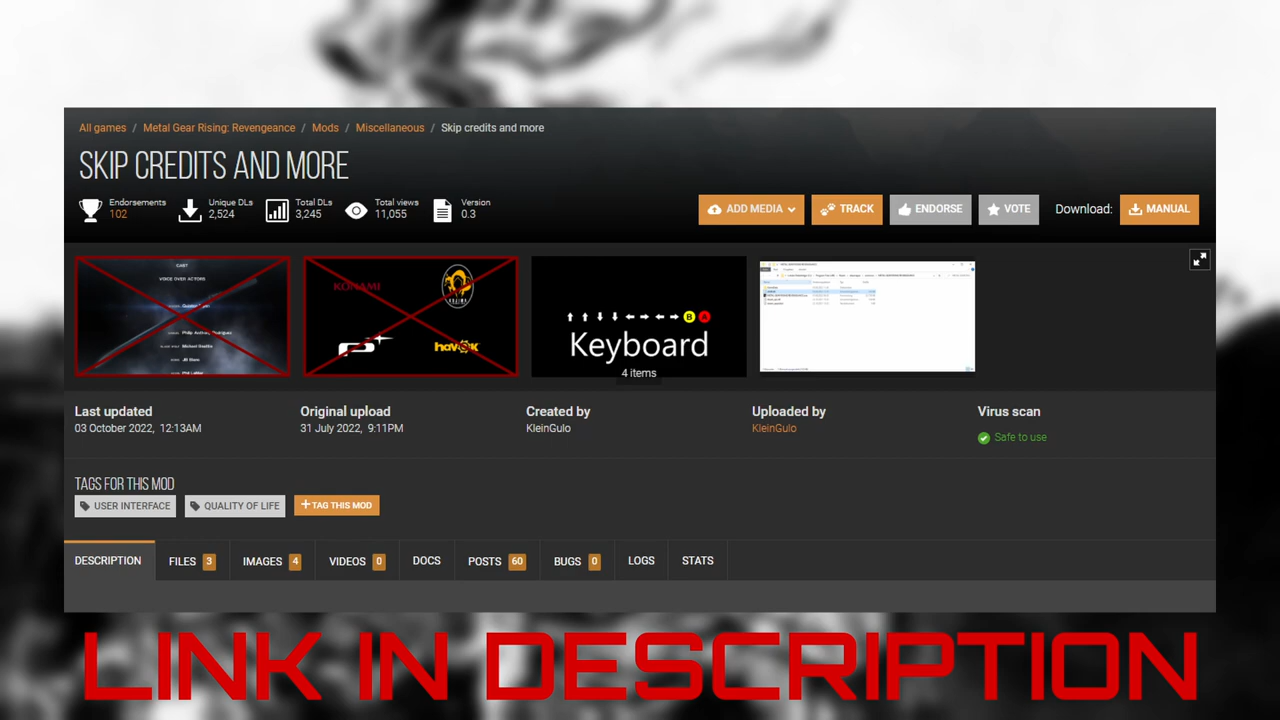 All games / Metal Gear Rising: Revengeance / Mods / Miscellaneous / Skip credits and more
SKIP CREDITS AND MORE
Endorsements
102
Unique DLs
2,524
Total DLs
3,245
Total views
11,055
Version
0.3
ADD MEDIA
TRACK
ENDORSE
VOTE
Download:
MANUAL
CAST
VOICE OVER ACTORS
KONAMI
havok
B A
Keyboard
4 items
Last updated
03 October 2022, 12:13AM
Original upload
31 July 2022, 9:11PM
Created by
KleinGulo
Uploaded by
KleinGulo
Virus scan
Safe to use
TAGS FOR THIS MOD
USER INTERFACE
QUALITY OF LIFE
+ TAG THIS MOD
DESCRIPTION
FILES 3
IMAGES 4
VIDEOS 0
DOCS
POSTS 60
BUGS 0
LOGS
STATS
LINK IN DESCRIPTION